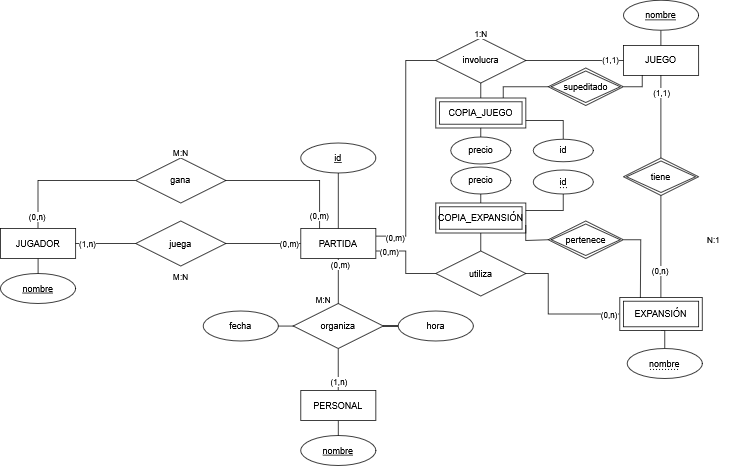 nombre
1:N
involucra
(1,1)
JUEGO
supeditado
(1,1)
COPIA_JUEGO
precio
id
M:N
id
gana
precio
id
tiene
(0,n)
(0,m)
COPIA_EXPANSIÓN
(0,m)
JUGADOR
(1,n)
juega
(0,m)
PARTIDA
pertenece
N:1
(0,m)
M:N
(0,m)
utiliza
(0,n)
nombre
M:N
fecha
organiza
hora
(0,n)
EXPANSIÓN
nombre
(1,n)
PERSONAL
nombre